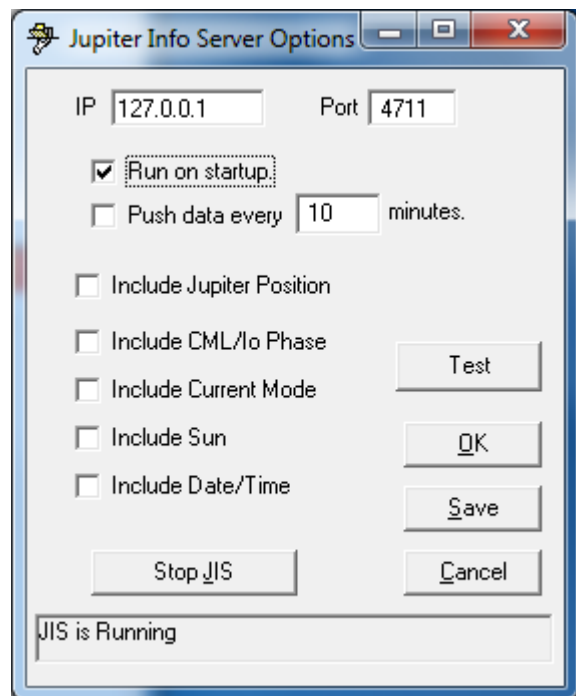 Jupiter Info Server Options
IP 127.0.0.1 Port 4711
Run on startup.
Push data every 10 minutes.
Include Jupiter Position
Include CML/Io Phase
Test
Include Current Mode
Include Sun
OK
Include Date/Time
Save
Stop JIS
Cancel
JIS is Running